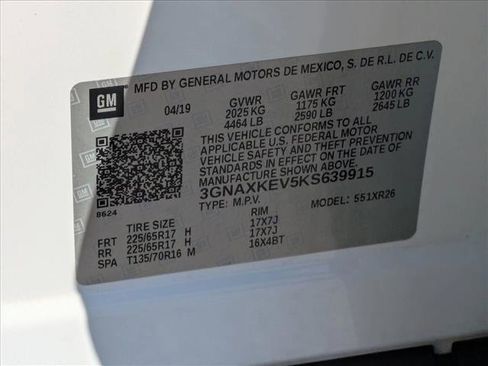 MFD BY GENERAL MOTORS DE MEXICO, S. DE R.L. DE C.V.
GM
04/19 GVWR GAWR FRT GAWR RR
2025 KG 1175 KG 1200 KG
4464 LB 2590 LB 2645 LB
THIS VEHICLE CONFORMS TO ALL
APPLICABLE U.S. FEDERAL MOTOR
VEHICLE SAFETY AND THEFT PREVENTION
STANDARDS IN EFFECT ON THE DATE OF
MANUFACTURE SHOWN ABOVE.
3GNAXKEV5KS639915
TYPE: M.P.V. MODEL: 551XR26
8624
TIRE SIZE RIM
FRT 225/65R17 H 17X7J
RR 225/65R17 H 17X7J
SPA T135/70R16 M 16X4BT